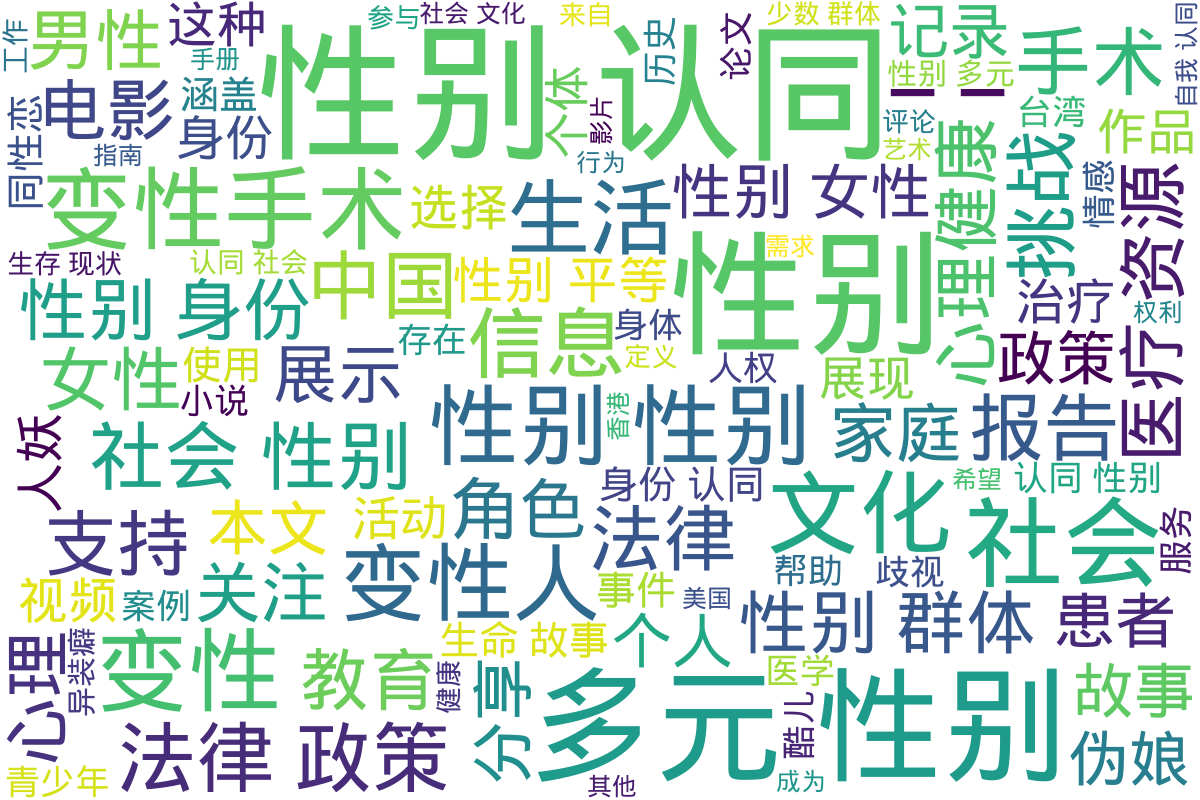 工作
男性
这种
参与
社会 文化
来自
少数 群体
手册
性别 认同
历史
论文
记录
手术
自我 认同
电影
涵盖
个体
影片
性别 多元
一一
台湾
作品
同性恋
指南
身份
行为
评论
艺术
变性手术
选择
生活
性别 女性
心理健康
挑战
情感
资源
生存 现状
认同 社会
中国
性别 平等
性别
需求
治疗
权利
性别 身份
存在
信息
身体
定义
人权
展现
政策
医疗
女性
使用
展示
小说
性别
香港
性别
家庭
报告
人妖
社会 性别
身份 认同
文化
希望
认同 性别
支持
本文
活动
角色
法律
社会
服务
视频
案例
关注
变性人
事件
美国
帮助
歧视
性别 群体
患者
心理
异装癖
变性
教育
健康
生命 故事
个人
医学
故事
分享
多元 性别
酷儿
伪娘
青少年
法律 政策
其他
成为